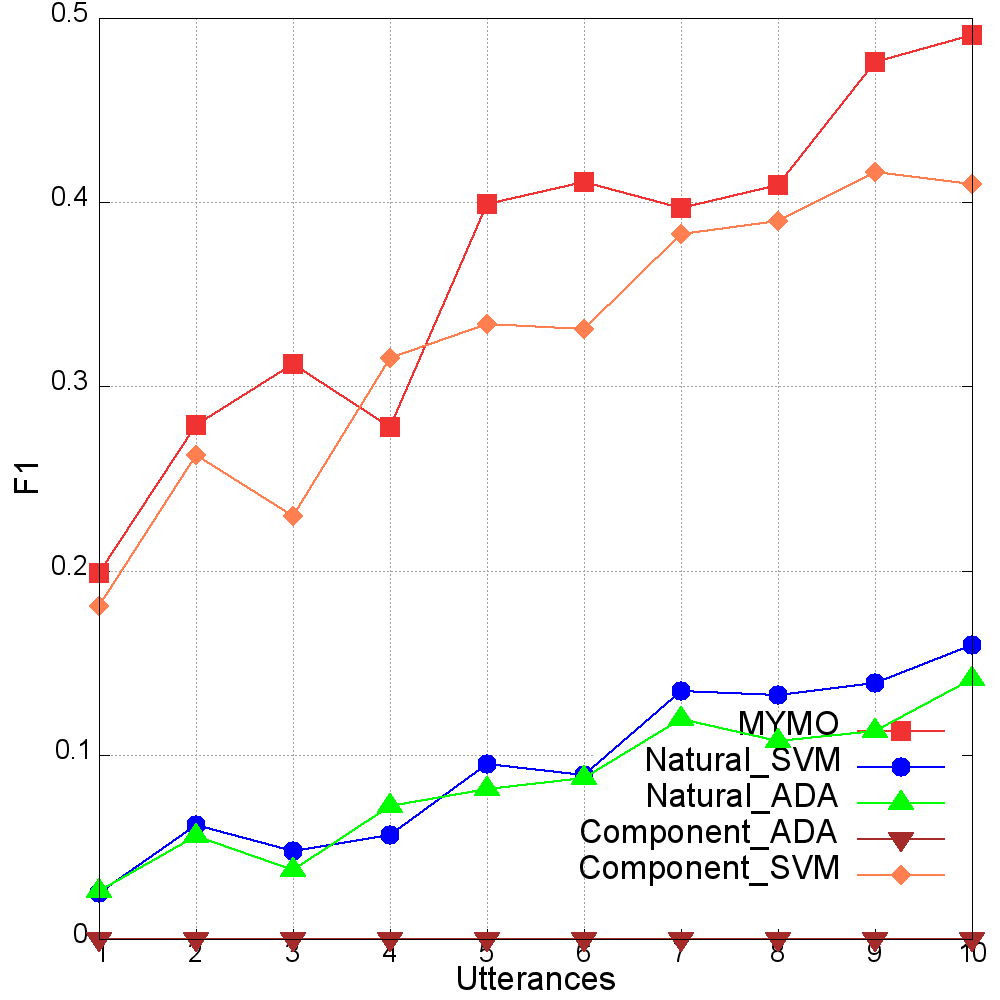 0.5
0.4
0.3
0.2
0.1
0
F1
MYMO
Natural_SVM
Natural_ADA
Component_ADA
Component_SVM
1 2 3 4 5 6 7 8 9 10
Utterances